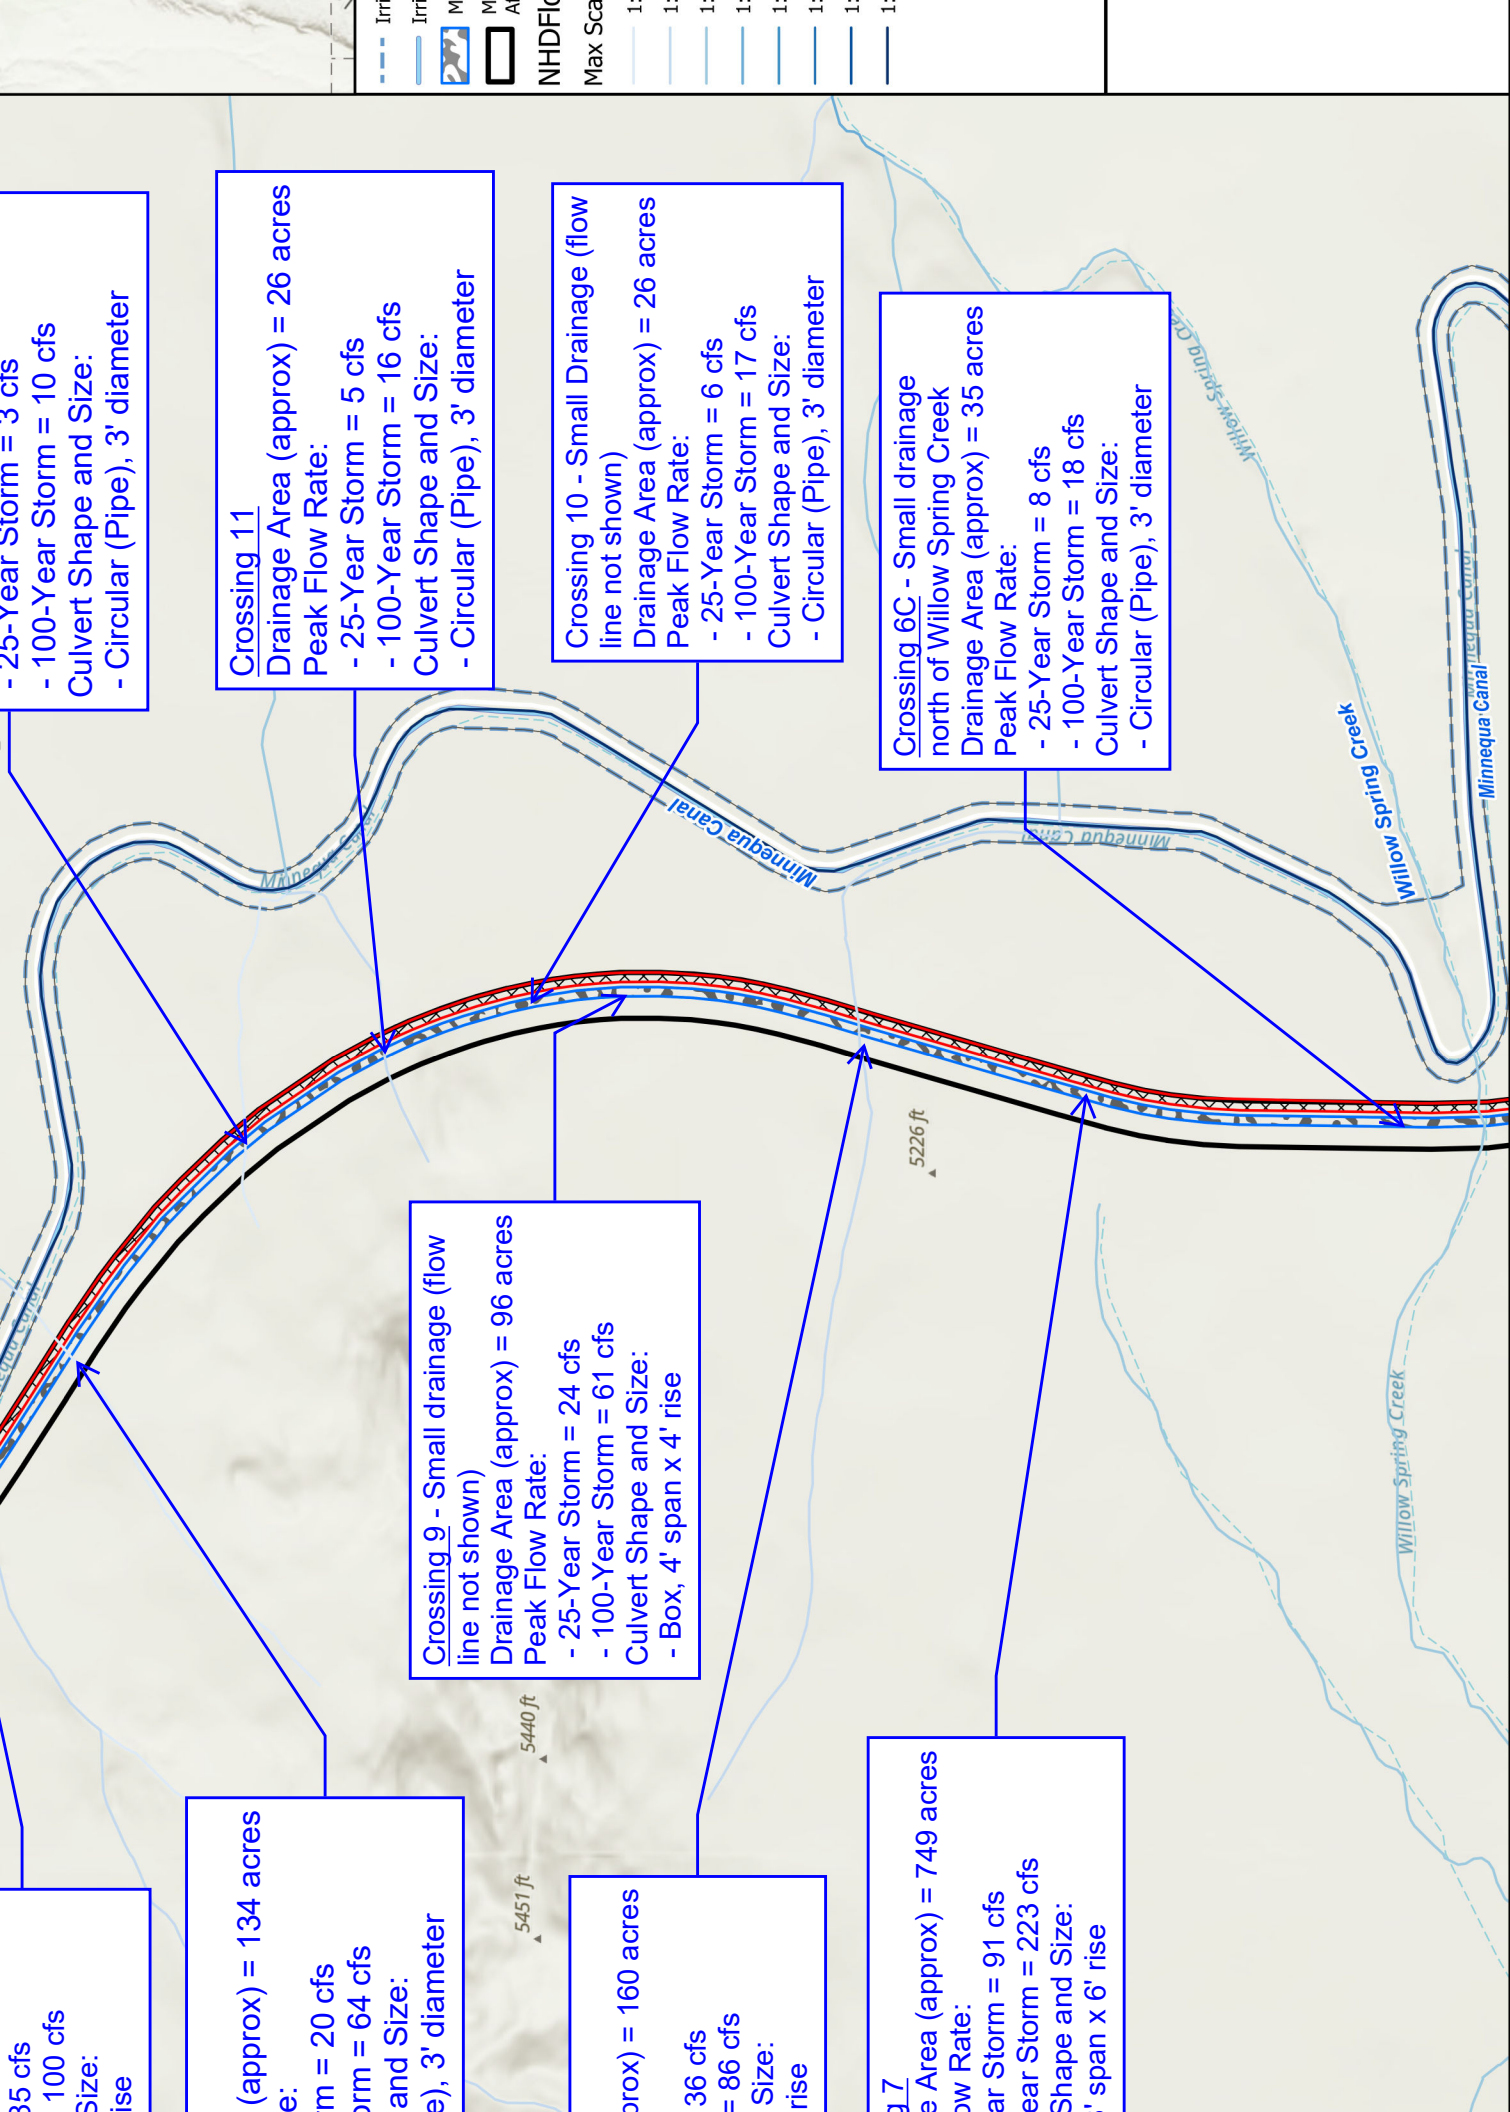 25-Year Storm = 3 cfs
- 100-Year Storm = 10 cfs
Culvert Shape and Size:
- Circular (Pipe), 3' diameter
Crossing 11
Drainage Area (approx) = 26 acres
Peak Flow Rate:
- 25-Year Storm = 5 cfs
- 100-Year Storm = 16 cfs
Culvert Shape and Size:
- Circular (Pipe), 3' diameter
Crossing 10 - Small Drainage (flow
line not shown)
Drainage Area (approx) = 26 acres
Peak Flow Rate:
- 25-Year Storm = 6 cfs
- 100-Year Storm = 17 cfs
Culvert Shape and Size:
- Circular (Pipe), 3' diameter
Crossing 6C - Small drainage
north of Willow Spring Creek
Drainage Area (approx) = 35 acres
Peak Flow Rate:
- 25-Year Storm = 8 cfs
- 100-Year Storm = 18 cfs
Culvert Shape and Size:
- Circular (Pipe), 3' diameter
Crossing 9 - Small drainage (flow
line not shown)
Drainage Area (approx) = 96 acres
Peak Flow Rate:
- 25-Year Storm = 24 cfs
- 100-Year Storm = 61 cfs
Culvert Shape and Size:
- Box, 4' span x 4' rise
35 cfs
100 cfs
Size:
(approx) = 134 acres
= 20 cfs
= 64 cfs
and Size:
3' diameter
= 160 acres
36 cfs
= 86 cfs
Size:
rise
7
Area (approx) = 749 acres
Rate:
Storm = 91 cfs
Storm = 223 cfs
Shape and Size:
span x 6' rise
Minnequa Canal
Minnequa Canal
Minnequa Canal
Willow Spring Creek
Willow Spring Creek
Willow Spring
5226 ft
5440 ft
5451 ft
Max
1:
1:
1:
1:
1:
1:
1:
1: